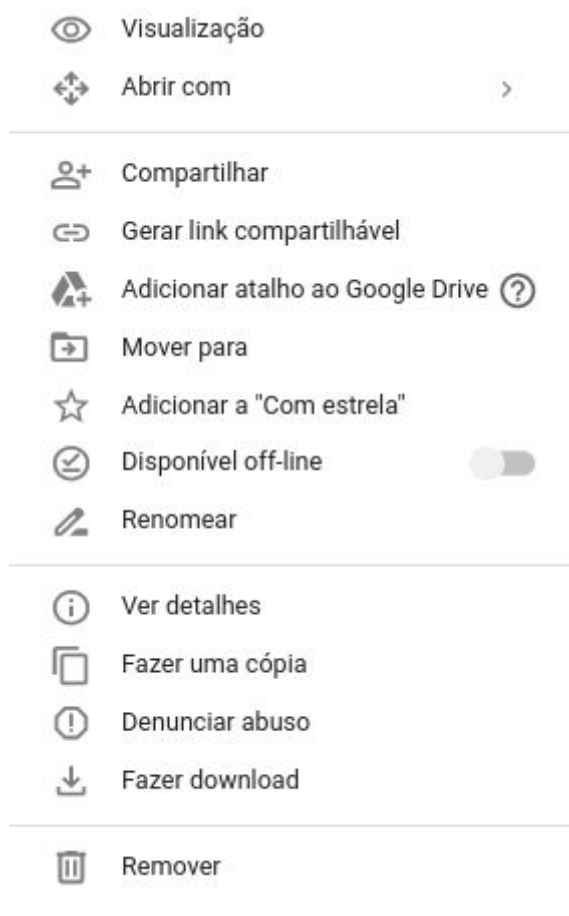 Visualização
Abrir com
Compartilhar
Gerar link compartilhável
Adicionar atalho ao Google Drive ?
Mover para
Adicionar a "Com estrela"
Disponível off-line
Renomear
Ver detalhes
Fazer uma cópia
Denunciar abuso
Fazer download
Remover